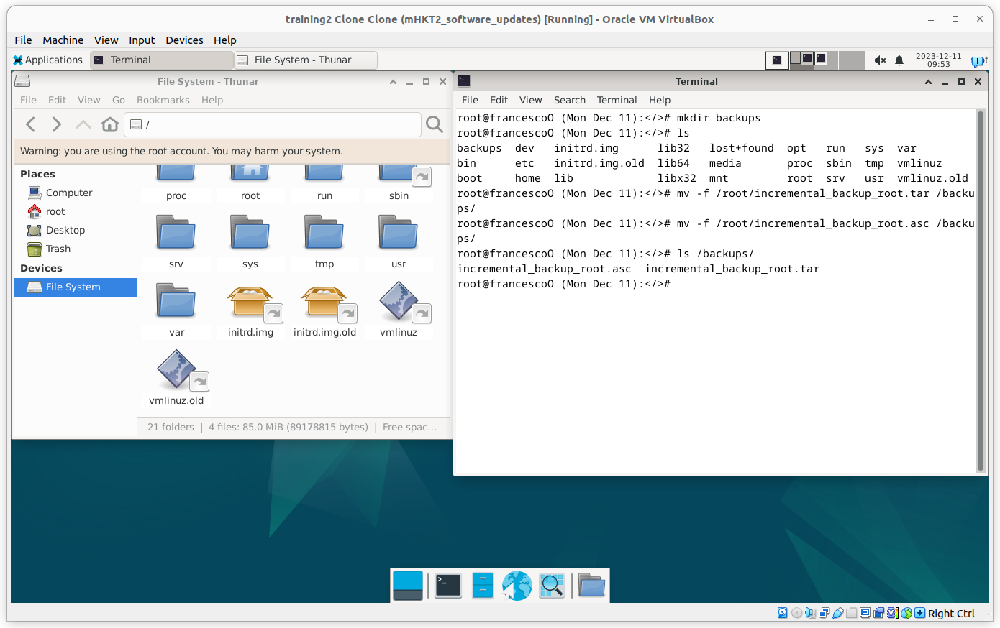 training2 Clone Clone (mHKT2_software_updates) [Running] - Oracle VM VirtualBox
File Machine View Input Devices Help
Applications Terminal File System - Thunar 2023-12-11
09:53
File System - Thunar
File Edit View Go Bookmarks Help
/
Warning: you are using the root account. You may harm your system.
Places
Computer
root
Desktop
Trash
Devices
File System
proc root run sbin
srv sys tmp usr
var initrd.img initrd.img.old vmlinuz
vmlinuz.old
21 folders | 4 files: 85.0 MiB (89178815 bytes) | Free spac...
Terminal
File Edit View Search Terminal Help
root@francescoO (Mon Dec 11):</># mkdir backups
root@francescoO (Mon Dec 11):</># ls
backups dev initrd.img lib32 lost+found opt run sys var
bin etc initrd.img.old lib64 media proc sbin tmp vmlinuz
boot home lib libx32 mnt root srv usr vmlinuz.old
root@francescoO (Mon Dec 11):</># mv -f /root/incremental_backup_root.tar /backu
ps/
root@francescoO (Mon Dec 11):</># mv -f /root/incremental_backup_root.asc /backu
ps/
root@francescoO (Mon Dec 11):</># ls /backups/
incremental_backup_root.asc incremental_backup_root.tar
root@francescoO (Mon Dec 11):</>#
Right Ctrl